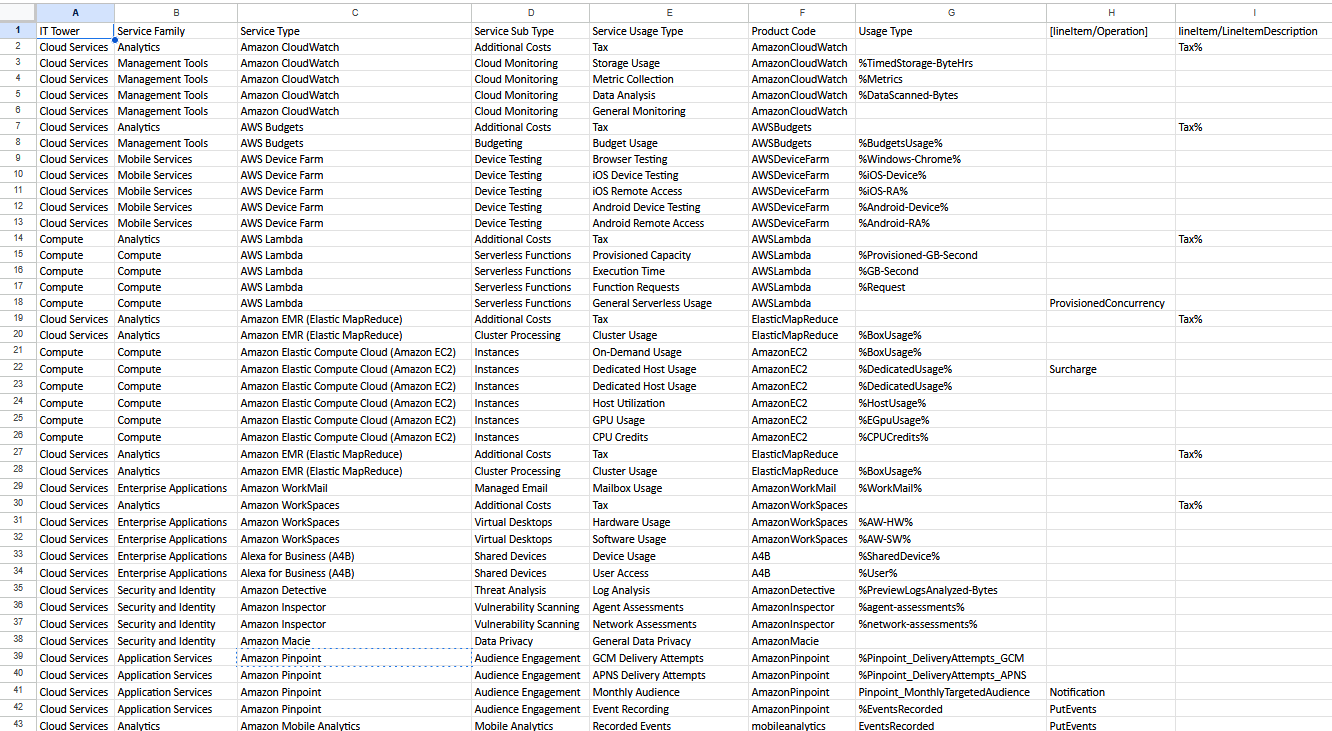 A B C D E F G H I
1 IT Tower Service Family Service Type Service Sub Type Service Usage Type Product Code Usage Type [lineItem/Operation] lineItem/LineItemDescription
2 Cloud Services Analytics Amazon CloudWatch Additional Costs Tax AmazonCloudWatch Tax%
3 Cloud Services Management Tools Amazon CloudWatch Cloud Monitoring Storage Usage AmazonCloudWatch %TimedStorage-ByteHrs
4 Cloud Services Management Tools Amazon CloudWatch Cloud Monitoring Metric Collection AmazonCloudWatch %Metrics
5 Cloud Services Management Tools Amazon CloudWatch Cloud Monitoring Data Analysis AmazonCloudWatch %DataScanned-Bytes
6 Cloud Services Management Tools Amazon CloudWatch Cloud Monitoring General Monitoring AmazonCloudWatch
7 Cloud Services Analytics AWS Budgets Additional Costs Tax AWSBudgets Tax%
8 Cloud Services Management Tools AWS Budgets Budgeting Budget Usage AWSBudgets %BudgetsUsage%
9 Cloud Services Mobile Services AWS Device Farm Device Testing Browser Testing AWSDeviceFarm %Windows-Chrome%
10 Cloud Services Mobile Services AWS Device Farm Device Testing iOS Device Testing AWSDeviceFarm %iOS-Device%
11 Cloud Services Mobile Services AWS Device Farm Device Testing iOS Remote Access AWSDeviceFarm %iOS-RA%
12 Cloud Services Mobile Services AWS Device Farm Device Testing Android Device Testing AWSDeviceFarm %Android-Device%
13 Cloud Services Mobile Services AWS Device Farm Device Testing Android Remote Access AWSDeviceFarm %Android-RA%
14 Compute Analytics AWS Lambda Additional Costs Tax AWSLambda Tax%
15 Compute Compute AWS Lambda Serverless Functions Provisioned Capacity AWSLambda %Provisioned-GB-Second
16 Compute Compute AWS Lambda Serverless Functions Execution Time AWSLambda %GB-Second
17 Compute Compute AWS Lambda Serverless Functions Function Requests AWSLambda %Request
18 Compute Compute AWS Lambda Serverless Functions General Serverless Usage AWSLambda ProvisionedConcurrency
19 Cloud Services Analytics Amazon EMR (Elastic MapReduce) Additional Costs Tax ElasticMapReduce Tax%
20 Cloud Services Analytics Amazon EMR (Elastic MapReduce) Cluster Processing Cluster Usage ElasticMapReduce %BoxUsage%
21 Compute Compute Amazon Elastic Compute Cloud (Amazon EC2) Instances On-Demand Usage AmazonEC2 %BoxUsage%
22 Compute Compute Amazon Elastic Compute Cloud (Amazon EC2) Instances Dedicated Host Usage AmazonEC2 %DedicatedUsage% Surcharge
23 Compute Compute Amazon Elastic Compute Cloud (Amazon EC2) Instances Dedicated Host Usage AmazonEC2 %DedicatedUsage%
24 Compute Compute Amazon Elastic Compute Cloud (Amazon EC2) Instances Host Utilization AmazonEC2 %HostUsage%
25 Compute Compute Amazon Elastic Compute Cloud (Amazon EC2) Instances GPU Usage AmazonEC2 %EGpuUsage%
26 Compute Compute Amazon Elastic Compute Cloud (Amazon EC2) Instances CPU Credits AmazonEC2 %CPUCredits%
27 Cloud Services Analytics Amazon EMR (Elastic MapReduce) Additional Costs Tax ElasticMapReduce Tax%
28 Cloud Services Analytics Amazon EMR (Elastic MapReduce) Cluster Processing Cluster Usage ElasticMapReduce %BoxUsage%
29 Cloud Services Enterprise Applications Amazon WorkMail Managed Email Mailbox Usage AmazonWorkMail %WorkMail%
30 Cloud Services Analytics Amazon WorkSpaces Additional Costs Tax AmazonWorkSpaces Tax%
31 Cloud Services Enterprise Applications Amazon WorkSpaces Virtual Desktops Hardware Usage AmazonWorkSpaces %AW-HW%
32 Cloud Services Enterprise Applications Amazon WorkSpaces Virtual Desktops Software Usage AmazonWorkSpaces %AW-SW%
33 Cloud Services Enterprise Applications Alexa for Business (A4B) Shared Devices Device Usage A4B %SharedDevice%
34 Cloud Services Enterprise Applications Alexa for Business (A4B) Shared Devices User Access A4B %User%
35 Cloud Services Security and Identity Amazon Detective Threat Analysis Log Analysis AmazonDetective %PreviewLogsAnalyzed-Bytes
36 Cloud Services Security and Identity Amazon Inspector Vulnerability Scanning Agent Assessments AmazonInspector %agent-assessments%
37 Cloud Services Security and Identity Amazon Inspector Vulnerability Scanning Network Assessments AmazonInspector %network-assessments%
38 Cloud Services Security and Identity Amazon Macie Data Privacy General Data Privacy AmazonMacie
39 Cloud Services Application Services Amazon Pinpoint Audience Engagement GCM Delivery Attempts AmazonPinpoint %Pinpoint_DeliveryAttempts_GCM
40 Cloud Services Application Services Amazon Pinpoint Audience Engagement APNS Delivery Attempts AmazonPinpoint %Pinpoint_DeliveryAttempts_APNS
41 Cloud Services Application Services Amazon Pinpoint Audience Engagement Monthly Audience AmazonPinpoint Pinpoint_MonthlyTargetedAudience Notification
42 Cloud Services Application Services Amazon Pinpoint Audience Engagement Event Recording AmazonPinpoint %EventsRecorded PutEvents
43 Cloud Services Analytics Amazon Mobile Analytics Mobile Analytics Recorded Events mobileanalytics EventsRecorded PutEvents